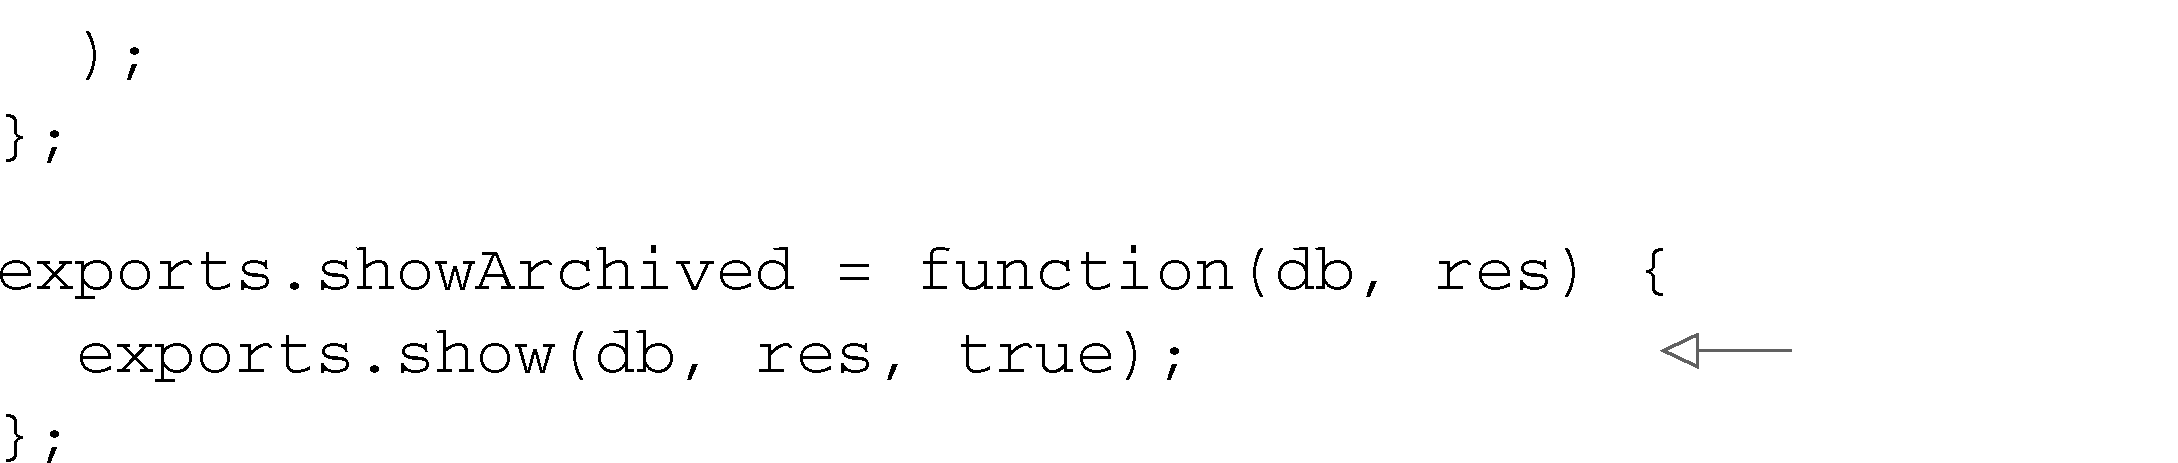 );
};
exports.showArchived = function(db, res) {
  exports.show(db, res, true);
};